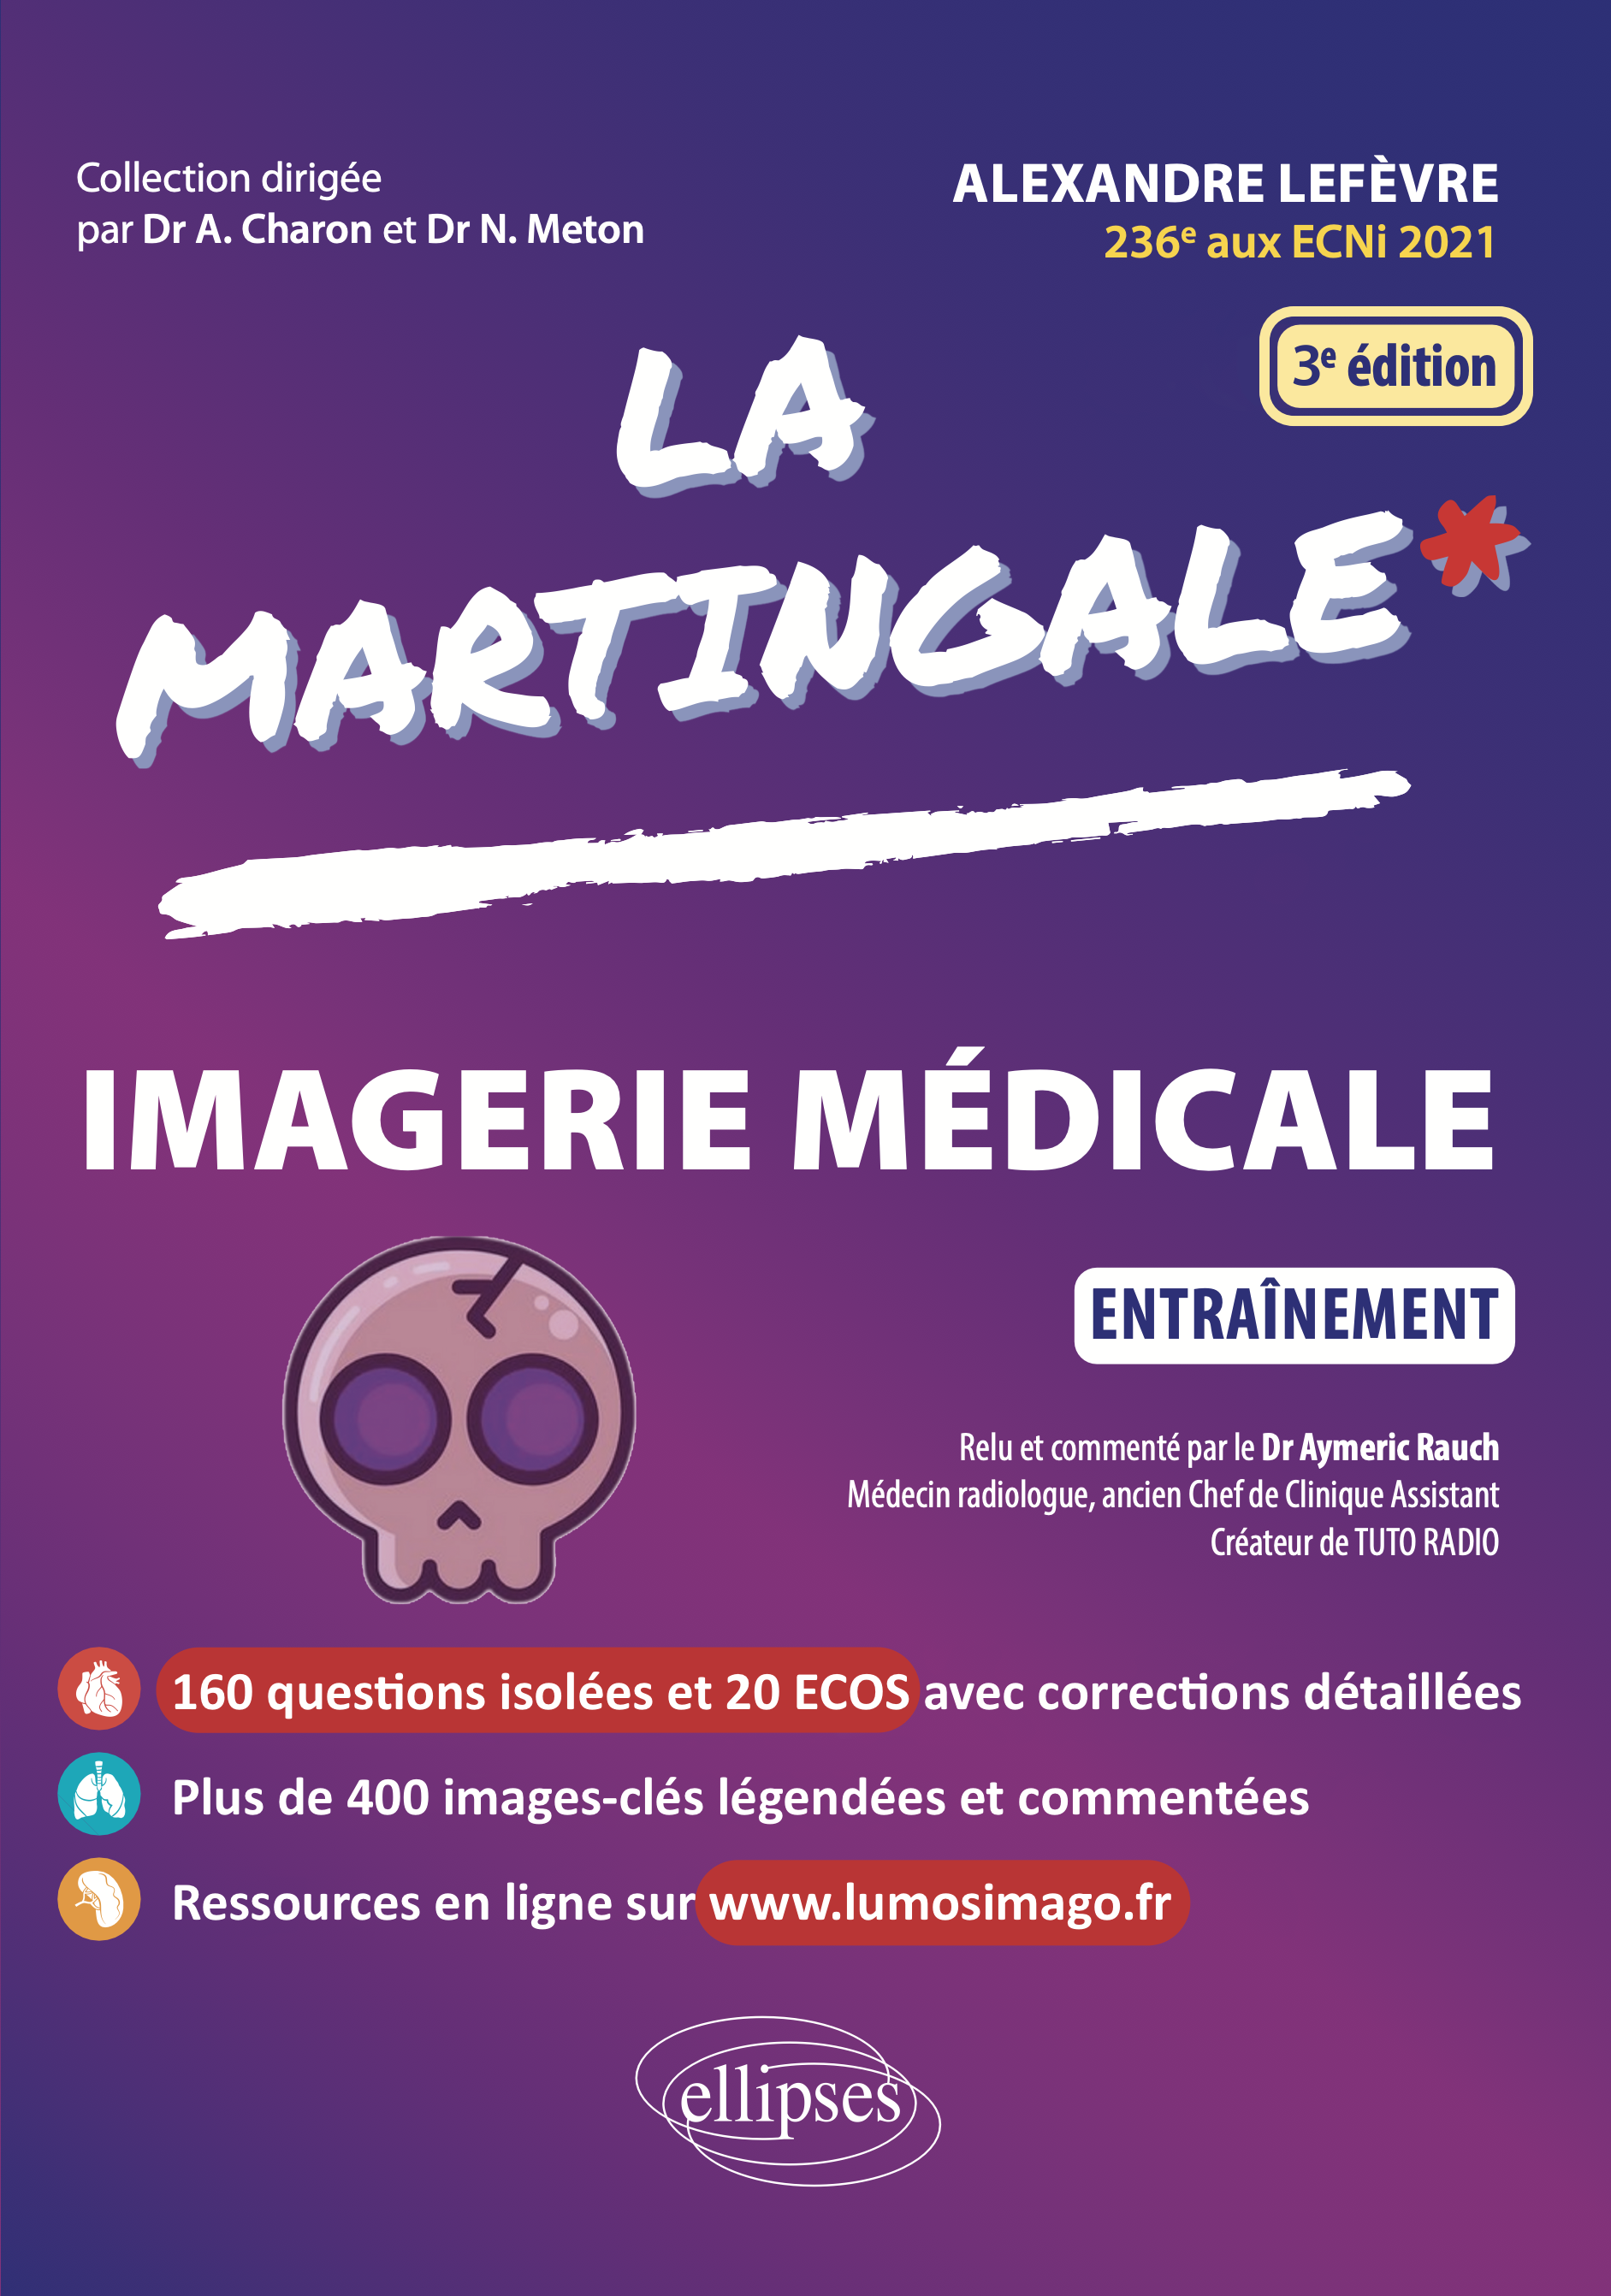 Collection dirigée
par Dr A. Charon et Dr N. Meton
ALEXANDRE LEFÈVRE
236e aux ECNi 2021
3e édition
LA
MARTINGALE*
IMAGERIE MÉDICALE
ENTRAÎNEMENT
Relu et commenté par le Dr Aymeric Rauch
Médecin radiologue, ancien Chef de Clinique Assistant
Créateur de TUTO RADIO
160 questions isolées et 20 ECOS avec corrections détaillées
Plus de 400 images-clés légendées et commentées
Ressources en ligne sur www.lumosimago.fr
ellipses